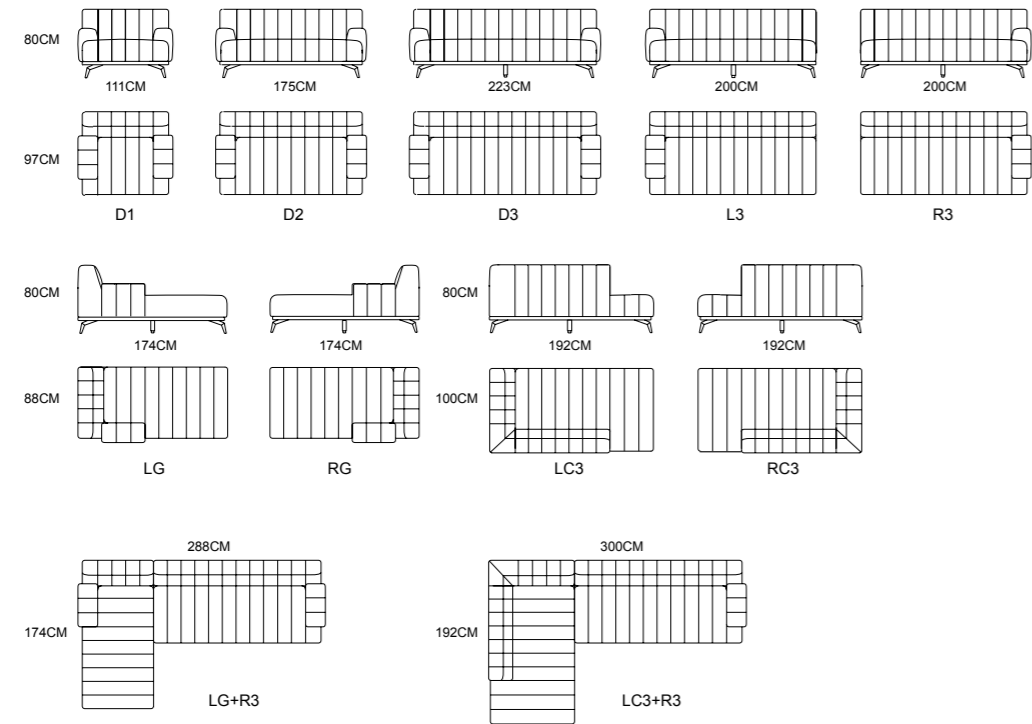 80CM
111CM
175CM
223CM
200CM
200CM
97CM
D1
D2
D3
L3
R3
80CM
80CM
174CM
174CM
192CM
192CM
88CM
100CM
LG
RG
LC3
RC3
288CM
300CM
174CM
192CM
LG+R3
LC3+R3